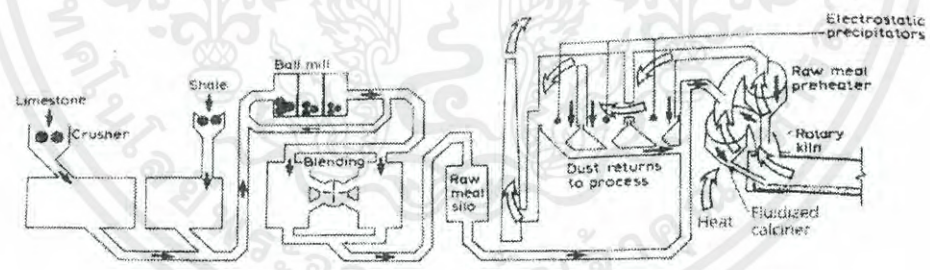 Electrostatic
precipitators
Ball mill
Shale
Raw meal
preheater
Limestone
Crusher
Rotary
kiln
Blending
Raw
meal
silo
Dust returns
to process
Heat
Fluidized
calciner